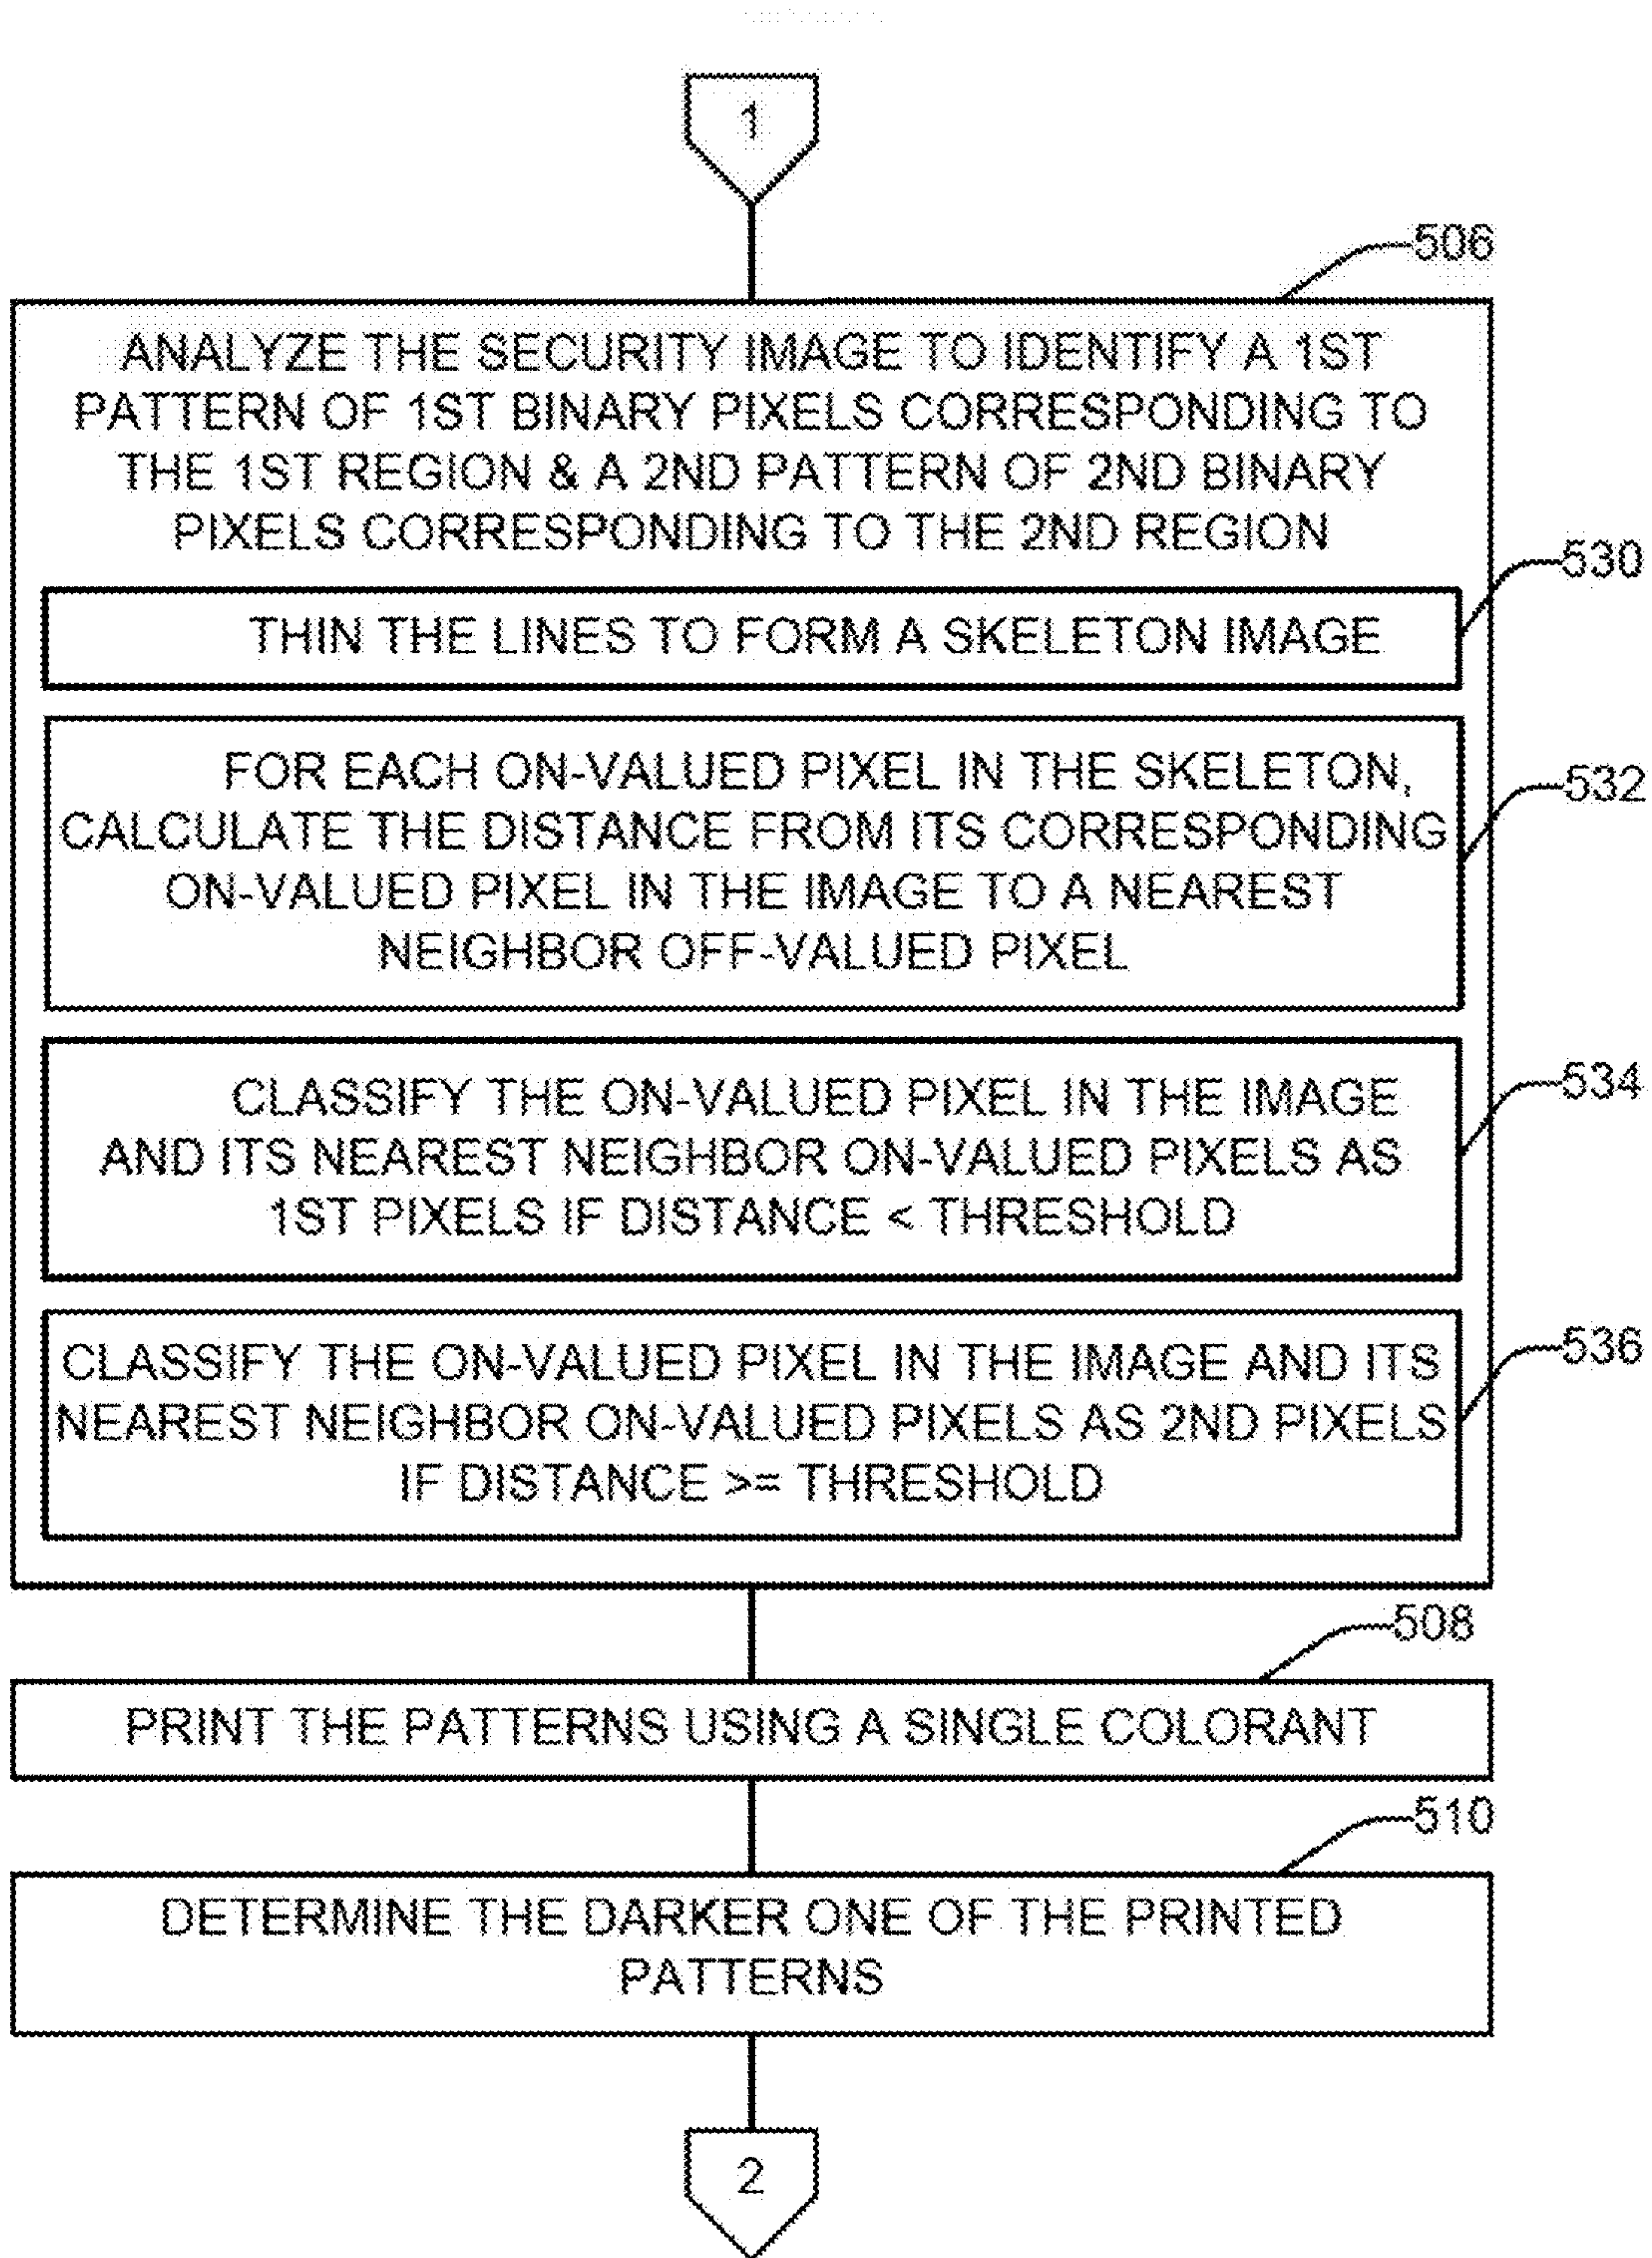 1
506
ANALYZE THE SECURITY IMAGE TO IDENTIFY A 1ST
PATTERN OF 1ST BINARY PIXELS CORRESPONDING TO
THE 1ST REGION & A 2ND PATTERN OF 2ND BINARY
PIXELS CORRESPONDING TO THE 2ND REGION
530
THIN THE LINES TO FORM A SKELETON IMAGE
FOR EACH ON-VALUED PIXEL IN THE SKELETON,
532
CALCULATE THE DISTANCE FROM ITS CORRESPONDING
ON-VALUED PIXEL IN THE IMAGE TO A NEAREST
NEIGHBOR OFF-VALUED PIXEL
534
CLASSIFY THE ON-VALUED PIXEL IN THE IMAGE
AND ITS NEAREST NEIGHBOR ON-VALUED PIXELS AS
1ST PIXELS IF DISTANCE < THRESHOLD
536
CLASSIFY THE ON-VALUED PIXEL IN THE IMAGE AND ITS
NEAREST NEIGHBOR ON-VALUED PIXELS AS 2ND PIXELS
IF DISTANCE >= THRESHOLD
508
PRINT THE PATTERNS USING A SINGLE COLORANT
510
DETERMINE THE DARKER ONE OF THE PRINTED
PATTERNS
2